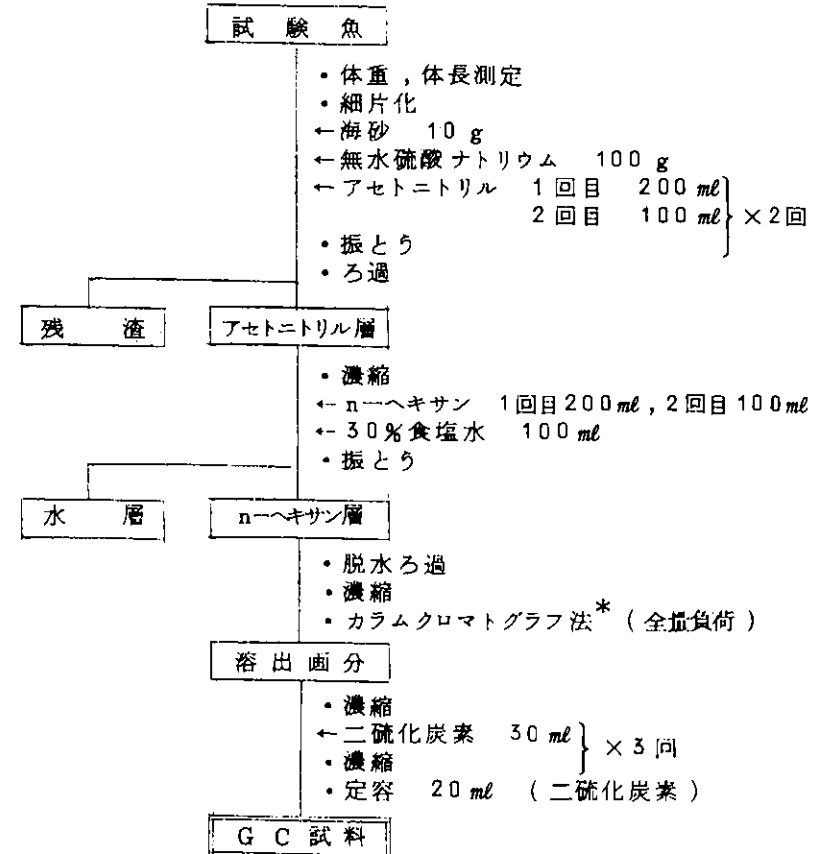 試験魚
・体重，体長測定
・細片化
←海砂 10 g
←無水硫酸ナトリウム 100 g
←アセトニトリル 1回目 200 ml
2回目 100 ml } ×2回
・振とう
・ろ過
残渣 アセトニトリル層
・濃縮
←n-ヘキサン 1回目200ml，2回目100ml
←30%食塩水 100 ml
・振とう
水層 n-ヘキサン層
・脱水ろ過
・濃縮
・カラムクロマトグラフ法* (全量負荷)
溶出画分
・濃縮
←二硫化炭素 30 ml } ×3回
・濃縮
・定容 20 ml (二硫化炭素)
GC試料